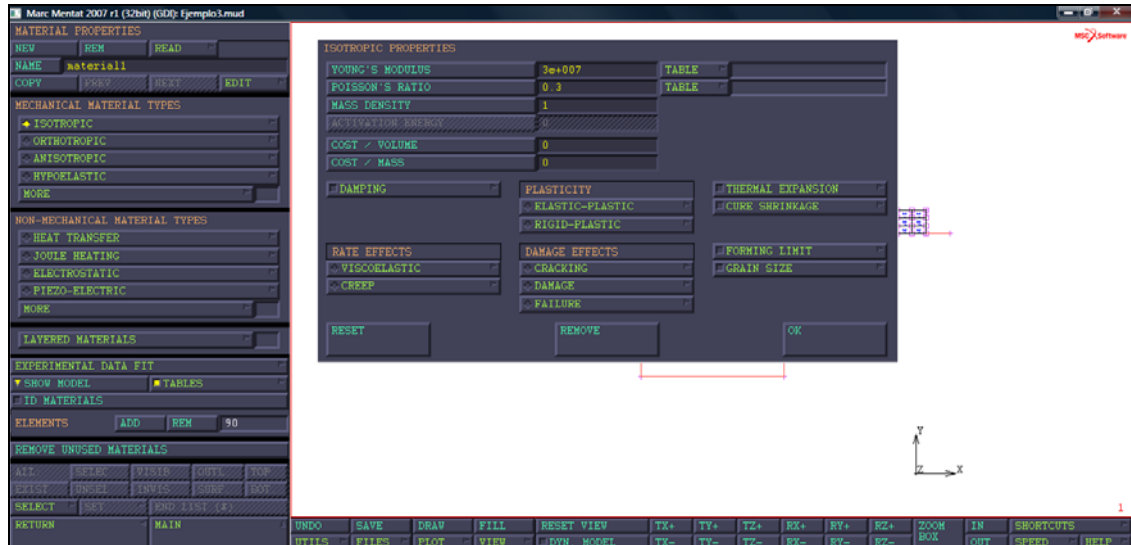 Marc Mentat 2007 r1 (32bit) (GDI): Ejemplo3.mud
MATERIAL PROPERTIES
NEW REM READ
NAME material1
COPY PREV NEXT EDIT
MECHANICAL MATERIAL TYPES
ISOTROPIC
ORTHOTROPIC
ANISOTROPIC
HYPOELASTIC
MORE
NON-MECHANICAL MATERIAL TYPES
HEAT TRANSFER
JOULE HEATING
ELECTROSTATIC
PIEZO-ELECTRIC
MORE
LAYERED MATERIALS
EXPERIMENTAL DATA FIT
SHOW MODEL TABLES
ID MATERIALS
ELEMENTS ADD REM 90
REMOVE UNUSED MATERIALS
ALL SELEC VISIB OUTL TOP
EXIST UNSEL INVIS SURF BOT
SELECT SET END LIST (#)
RETURN MAIN
ISOTROPIC PROPERTIES
YOUNG'S MODULUS 3e+007 TABLE
POISSON'S RATIO 0.3 TABLE
MASS DENSITY 1
ACTIVATION ENERGY 0
COST / VOLUME 0
COST / MASS 0
DAMPING PLASTICITY THERMAL EXPANSION
ELASTIC-PLASTIC CURE SHRINKAGE
RIGID-PLASTIC
RATE EFFECTS DAMAGE EFFECTS FORMING LIMIT
VISCOELASTIC CRACKING GRAIN SIZE
CREEP DAMAGE
FAILURE
RESET REMOVE OK
MSC Software
Y
Z X
1
UNDO SAVE DRAW FILL RESET VIEW TX+ TY+ TZ+ RX+ RY+ RZ+ ZOOM IN SHORTCUTS
UTILS FILES PLOT VIEW DYN. MODEL TX- TY- TZ- RX- RY- RZ- BOX OUT SPEED HELP